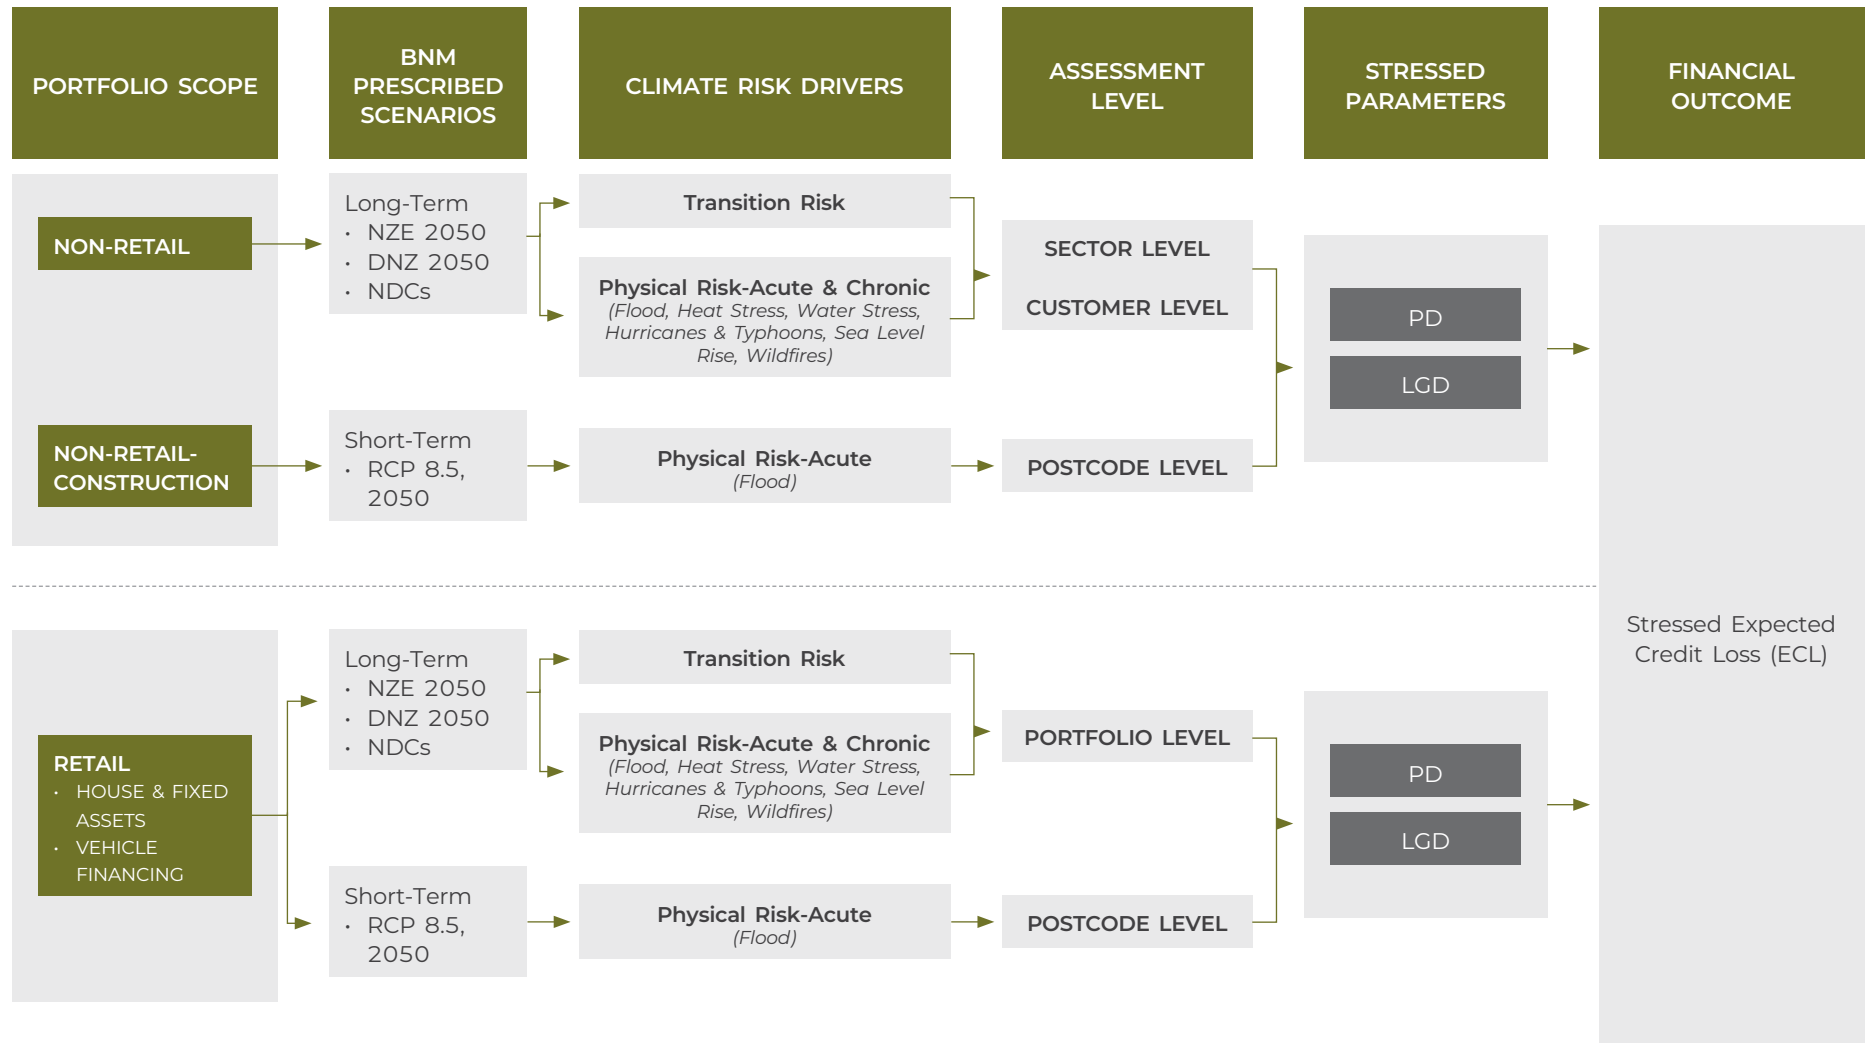 PORTFOLIO SCOPE
BNM
PRESCRIBED
SCENARIOS
CLIMATE RISK DRIVERS
ASSESSMENT
LEVEL
STRESSED
PARAMETERS
FINANCIAL
OUTCOME
NON-RETAIL
Long-Term
• NZE 2050
• DNZ 2050
• NDCs
Transition Risk
Physical Risk-Acute & Chronic
(Flood, Heat Stress, Water Stress,
Hurricanes & Typhoons, Sea Level
Rise, Wildfires)
SECTOR LEVEL
CUSTOMER LEVEL
PD
LGD
NON-RETAIL-
CONSTRUCTION
Short-Term
• RCP 8.5,
2050
Physical Risk-Acute
(Flood)
POSTCODE LEVEL
RETAIL
• HOUSE & FIXED
ASSETS
• VEHICLE
FINANCING
Long-Term
• NZE 2050
• DNZ 2050
• NDCs
Transition Risk
Physical Risk-Acute & Chronic
(Flood, Heat Stress, Water Stress,
Hurricanes & Typhoons, Sea Level
Rise, Wildfires)
PORTFOLIO LEVEL
PD
LGD
Short-Term
• RCP 8.5,
2050
Physical Risk-Acute
(Flood)
POSTCODE LEVEL
Stressed Expected
Credit Loss (ECL)